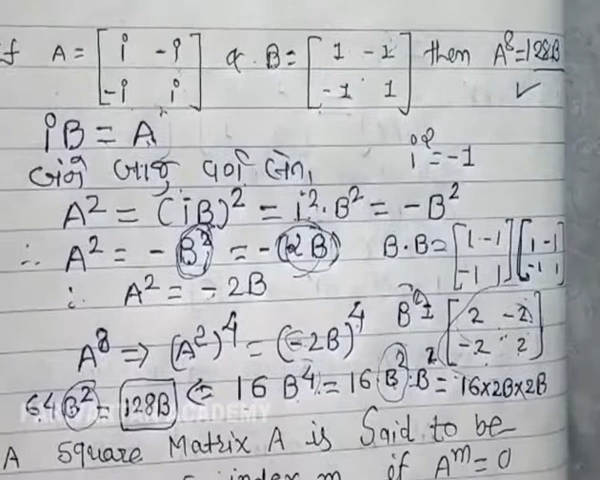 If A = [i -i -i i] & B = [1 -1 -1 1] then A⁸ = 128B ✓
iB = A
બંને બાજુ વર્ગ લેતા, i² = -1
A² = (iB)² = i²·B² = -B²
∴ A² = -B² = -(2B) B·B = [1 -1 -1 1] [1 -1 -1 1]
∴ A² = -2B B² = [2 -2 -2 2]
A⁸ => (A²)⁴ = (-2B)⁴
64B² = 128B <= 16 B⁴ = 16·B²·B² = 16×2B×2B
A Square Matrix A is Said to be
index m if Aᵐ = 0